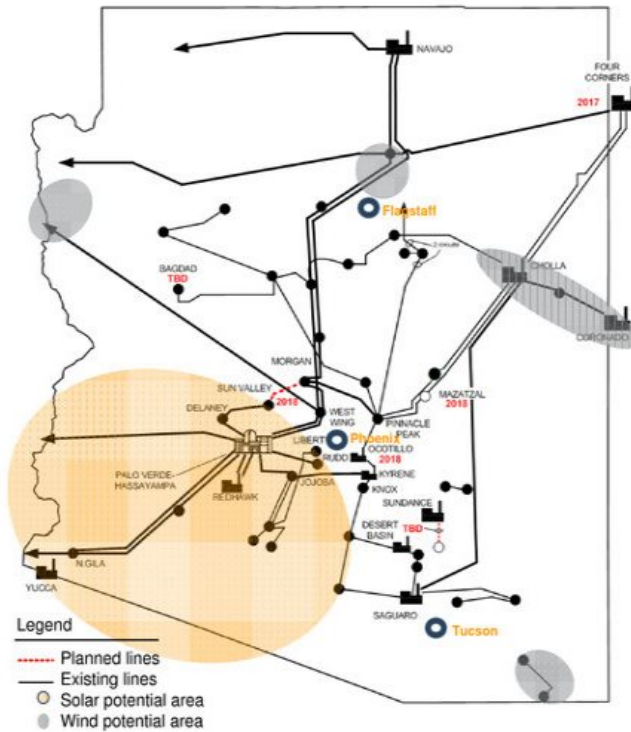 NAVAJO
FOUR
CORNERS
2017
Flagstaff
2 circuits
CHOLLA
BAGDAD
TBD
CORONADO
MORGAN
SUN VALLEY
2018
MAZATZAL
2018
DELANEY
WEST
WING
PINNACLE
PEAK
LIBERTY
Phoenix
RUDD
OCOTILLO
2018
PALO VERDE-
HASSAYAMPA
KYRENE
REDHAWK
JOJOBA
KNOX
SUNDANCE
TBD
DESERT
BASIN
N.GILA
YUCCA
SAGUARO
Tucson
Legend
Planned lines
Existing lines
Solar potential area
Wind potential area